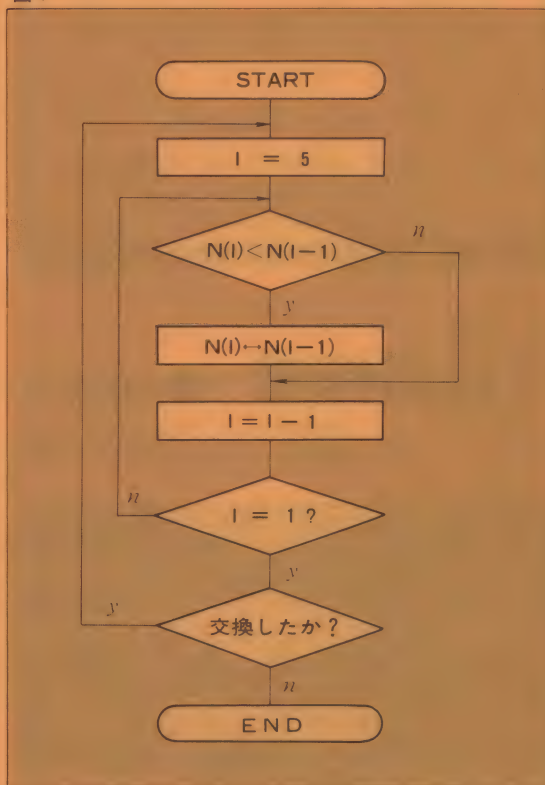 START
I = 5
N(I)<N(I−1)
n
y
N(I)↔N(I−1)
I=I−1
n
I = 1 ?
y
y
交換したか?
n
END